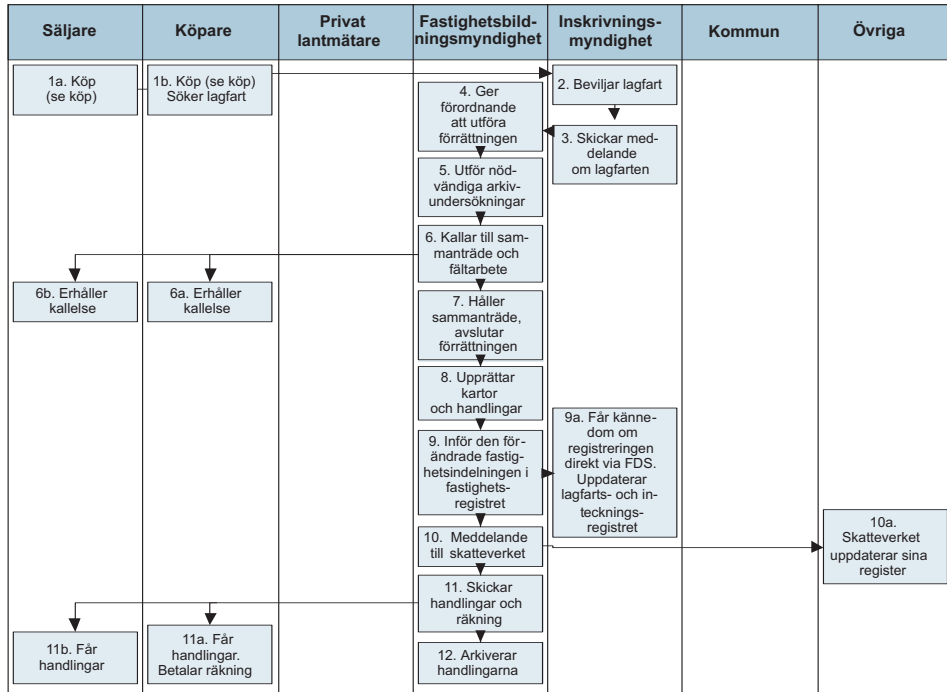 Säljare
Köpare
Privat
lantmätare
Fastighetsbild-
ningsmyndighet
Inskrivnings-
myndighet
Kommun
Övriga
1a. Köp
(se köp)
1b. Köp (se köp)
Söker lagfart
2. Beviljar lagfart
4. Ger
förordnande
att utföra
förrättningen
3. Skickar med-
delande
om lagfarten
5. Utför nöd-
vändiga arkiv-
undersökningar
6. Kallar till sam-
manträde och
fältarbete
6b. Erhåller
kallelse
6a. Erhåller
kallelse
7. Håller
sammanträde,
avslutar
förrättningen
8. Upprättar
kartor
och handlingar
9. Inför den för-
ändrade fastig-
hetsindelningen i
fastighets-
registret
9a. Får känne-
dom om
registreringen
direkt via FDS.
Uppdaterar
lagfarts- och in-
tecknings-
registret
10. Meddelande
till skatteverket
10a.
Skatteverket
uppdaterar sina
register
11. Skickar
handlingar och
räkning
11b. Får
handlingar
11a. Får
handlingar.
Betalar räkning
12. Arkiverar
handlingarna